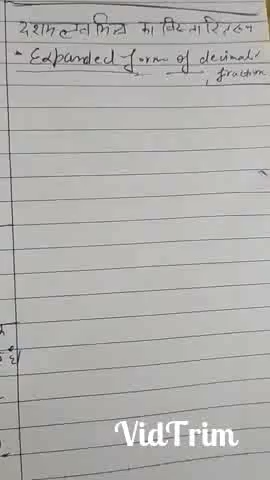 दशमलव भिन्न का विस्तारित रूप
- Expanded form of decimal
, fraction
VidTrim